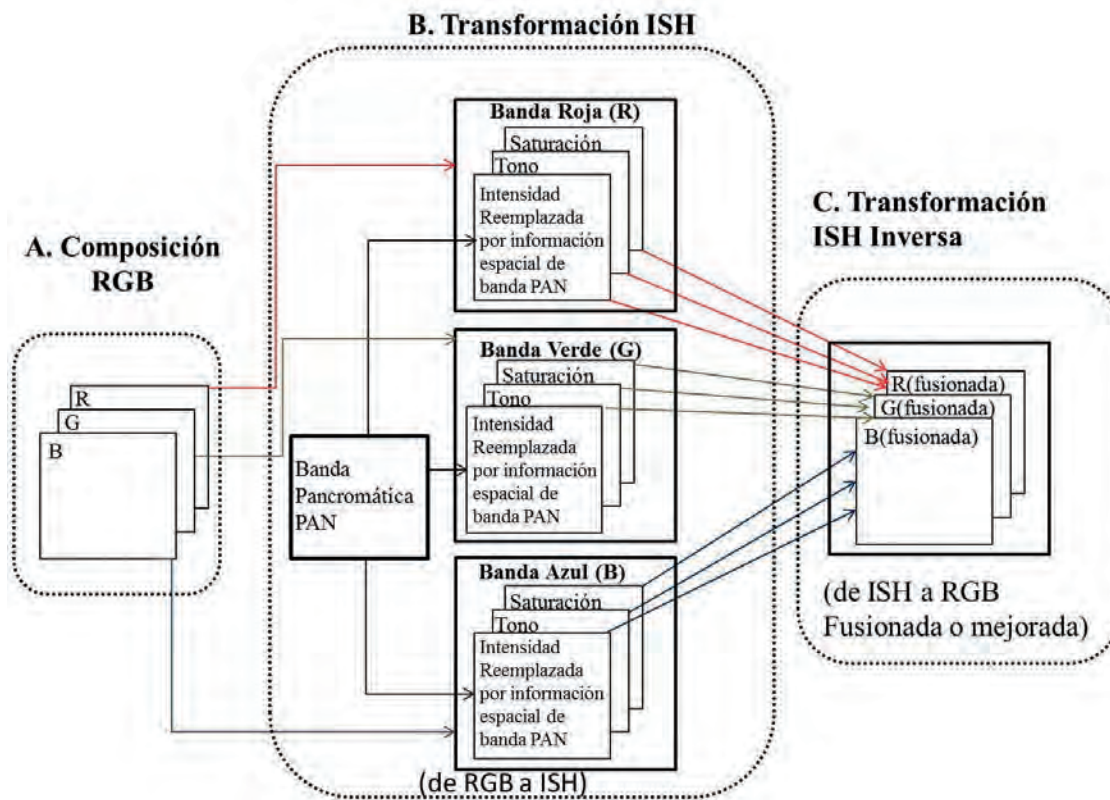 B. Transformación ISH
A. Composición
RGB
R
G
B
Banda
Pancromática
PAN
Banda Roja (R)
Saturación
Tono
Intensidad
Reemplazada
por información
espacial de
banda PAN
Banda Verde (G)
Saturación
Tono
Intensidad
Reemplazada
por información
espacial de
banda PAN
Banda Azul (B)
Saturación
Tono
Intensidad
Reemplazada
por información
espacial de
banda PAN
(de RGB a ISH)
C. Transformación
ISH Inversa
R(fusionada)
G(fusionada)
B(fusionada)
(de ISH a RGB
Fusionada o mejorada)